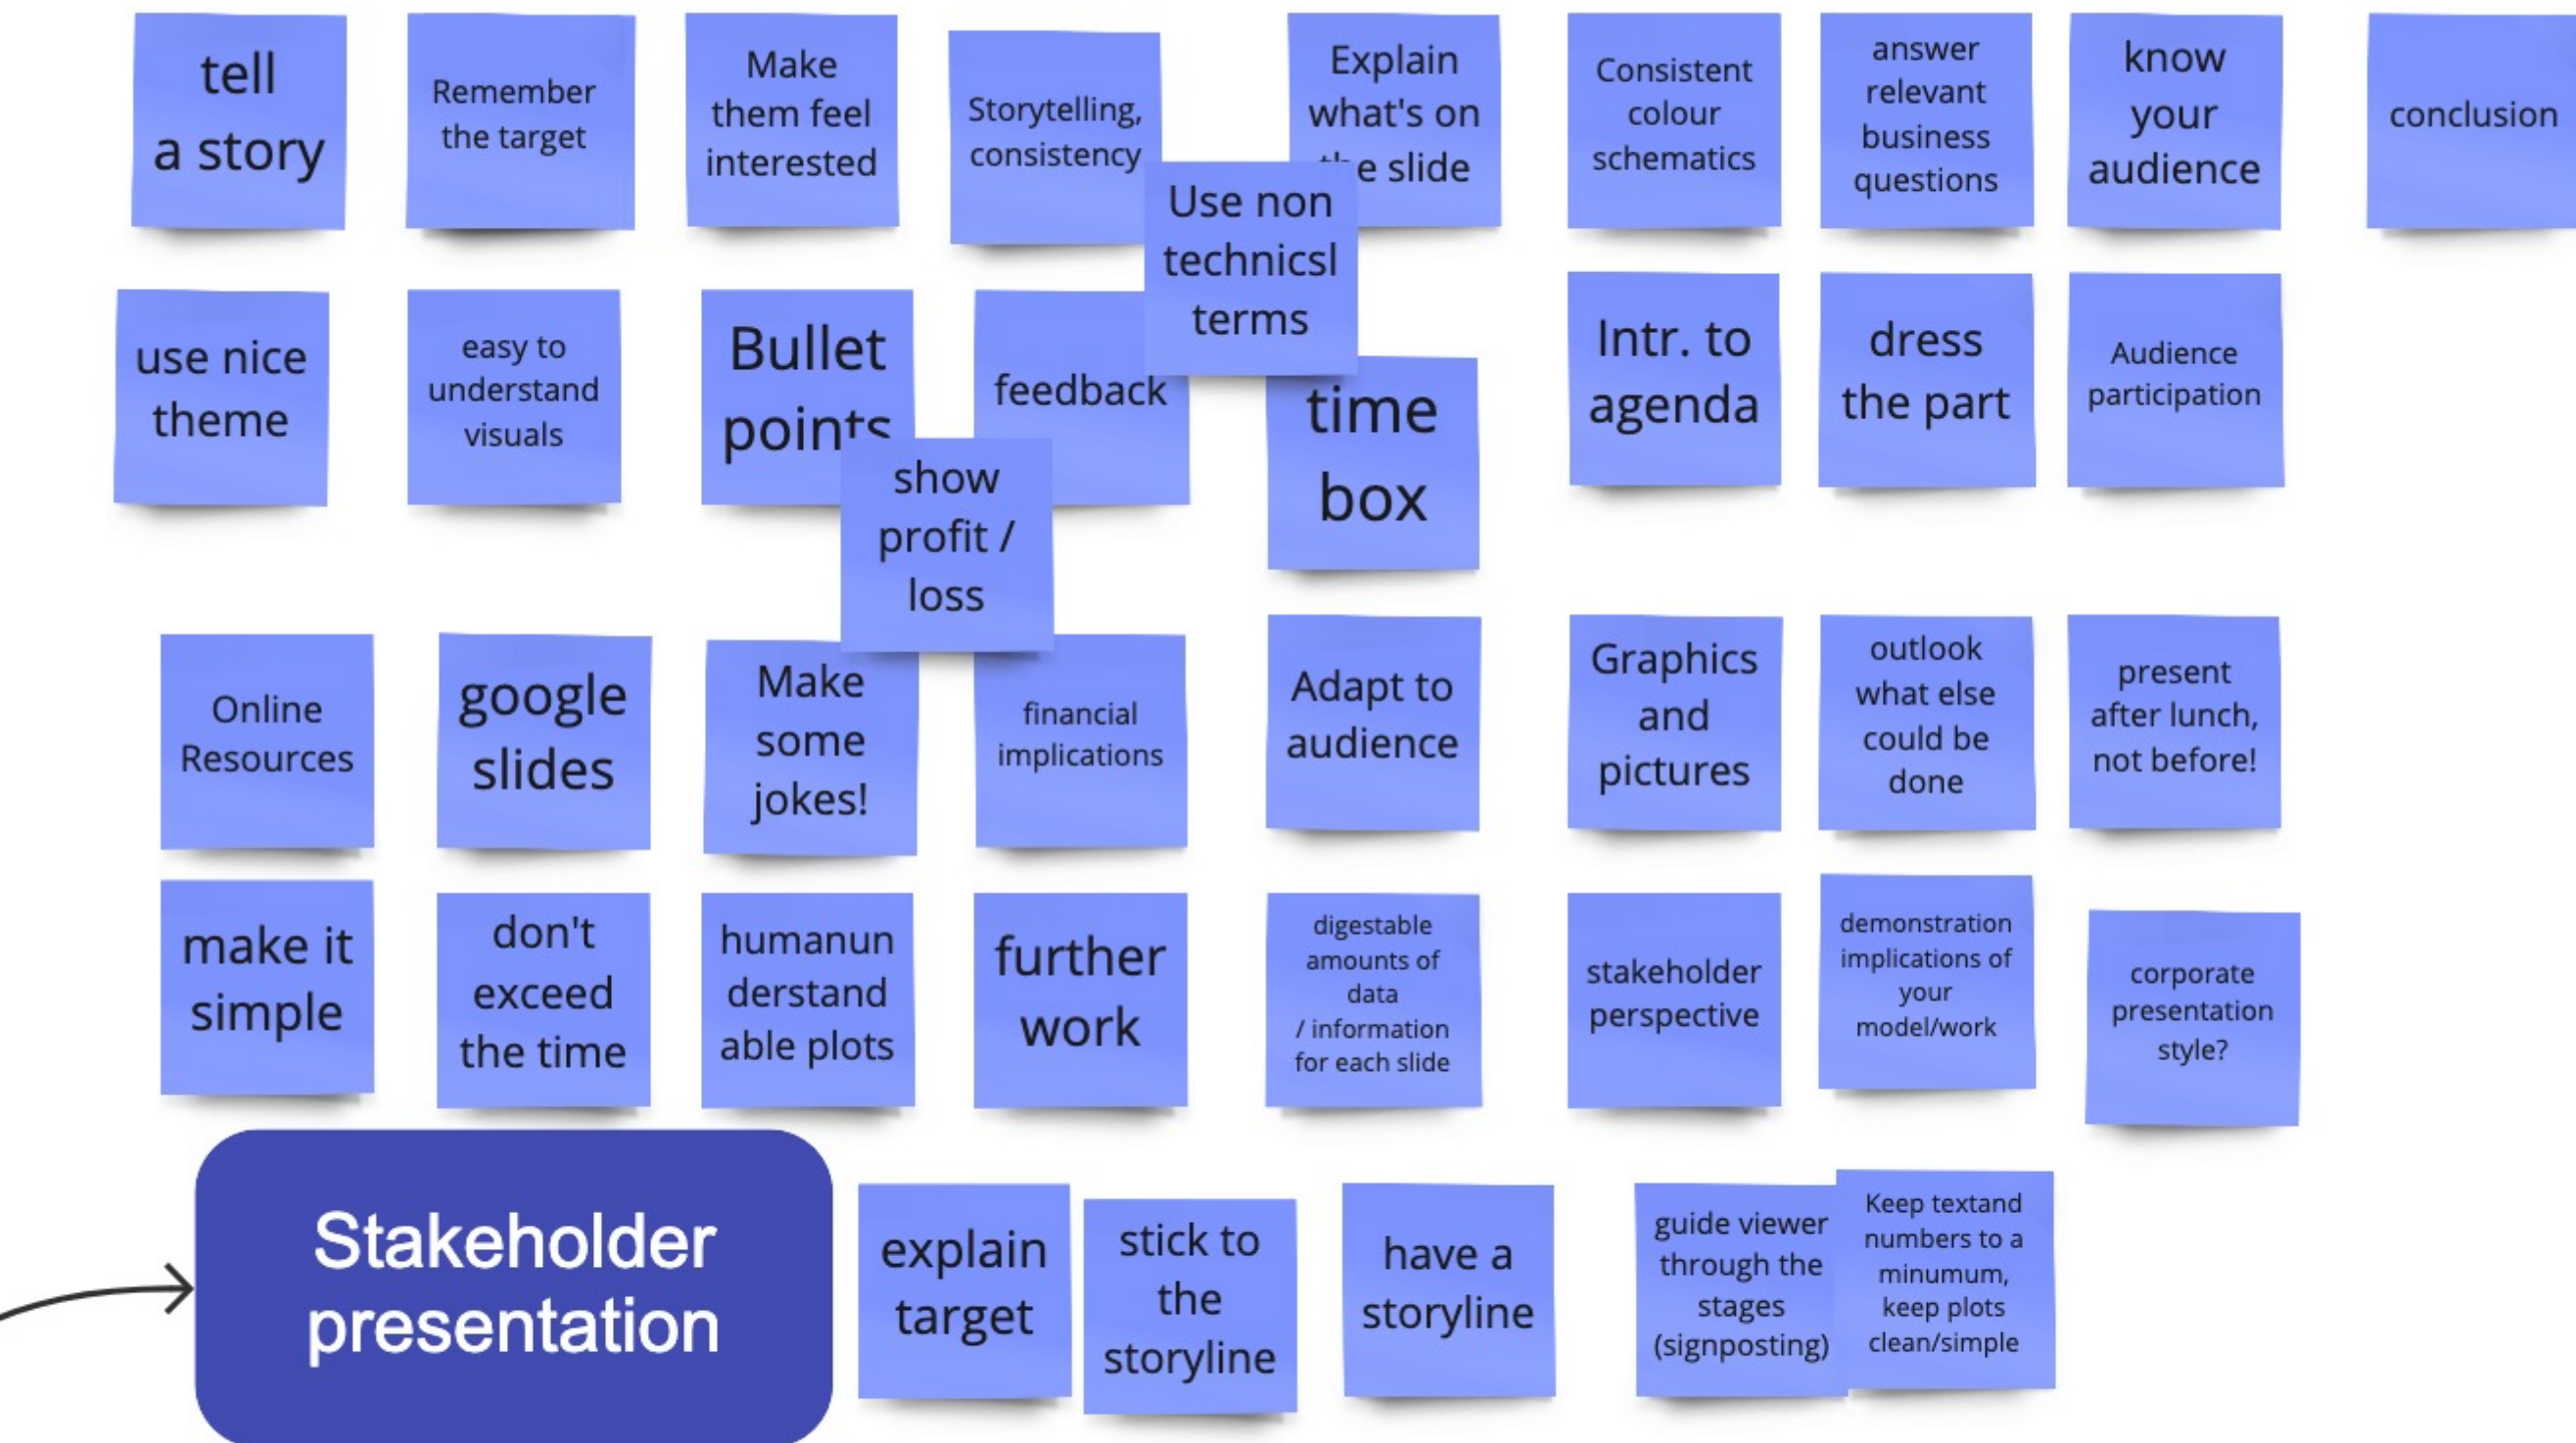 tell
a story
Remember
the target
Make
them feel
interested
Storytelling,
consistency
Explain
what's on
the slide
Consistent
colour
schematics
answer
relevant
business
questions
know
your
audience
conclusion
Use non
technicsl
terms
use nice
theme
easy to
understand
visuals
Bullet
points
feedback
time
box
Intr. to
agenda
dress
the part
Audience
participation
show
profit /
loss
Online
Resources
google
slides
Make
some
jokes!
financial
implications
Adapt to
audience
Graphics
and
pictures
outlook
what else
could be
done
present
after lunch,
not before!
make it
simple
don't
exceed
the time
humanun
derstand
able plots
further
work
digestable
amounts of
data
/ information
for each slide
stakeholder
perspective
demonstration
implications of
your
model/work
corporate
presentation
style?
Stakeholder
presentation
explain
target
stick to
the
storyline
have a
storyline
guide viewer
through the
stages
(signposting)
Keep textand
numbers to a
minumum,
keep plots
clean/simple